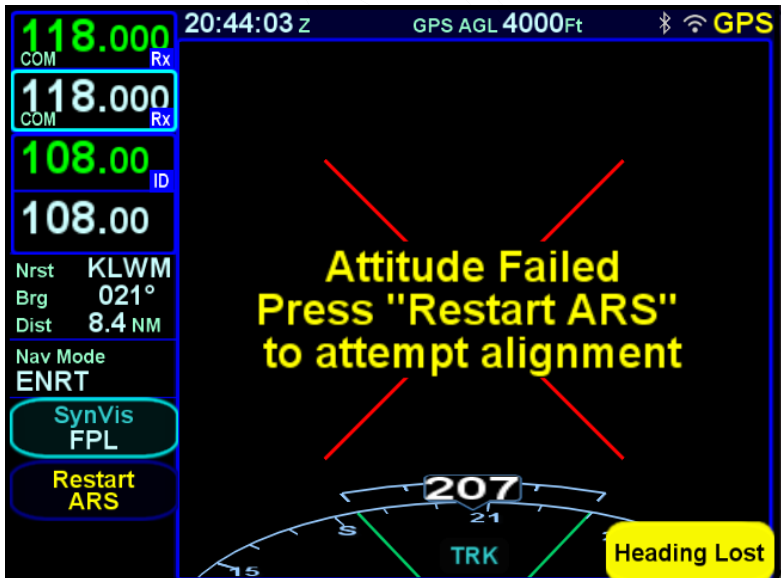 20:44:03 Z GPS AGL 4000Ft GPS
118.000
COM Rx
118.000
COM Rx
108.00
ID
108.00
Nrst KLWM
Brg 021°
Dist 8.4 NM
Nav Mode
ENRT
SynVis
FPL
Restart
ARS
Attitude Failed
Press "Restart ARS"
to attempt alignment
207
S 21
15
TRK
Heading Lost